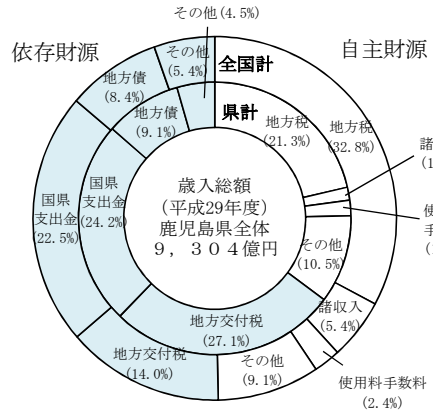 その他(4.5%)
依存財源
自主財源
その他
(5.4%)
全国計
地方債
(8.4%)
地方債
(9.1%)
県計
地方税
(21.3%)
地方税
(32.8%)
諸
(1
使
手
(
国県
支出金
(22.5%)
国県
支出金
(24.2%)
歳入総額
(平成29年度)
鹿児島県全体
９，３０４億円
その他
(10.5%)
諸収入
(5.4%)
地方交付税
(27.1%)
地方交付税
(14.0%)
その他
(9.1%)
使用料手数料
(2.4%)